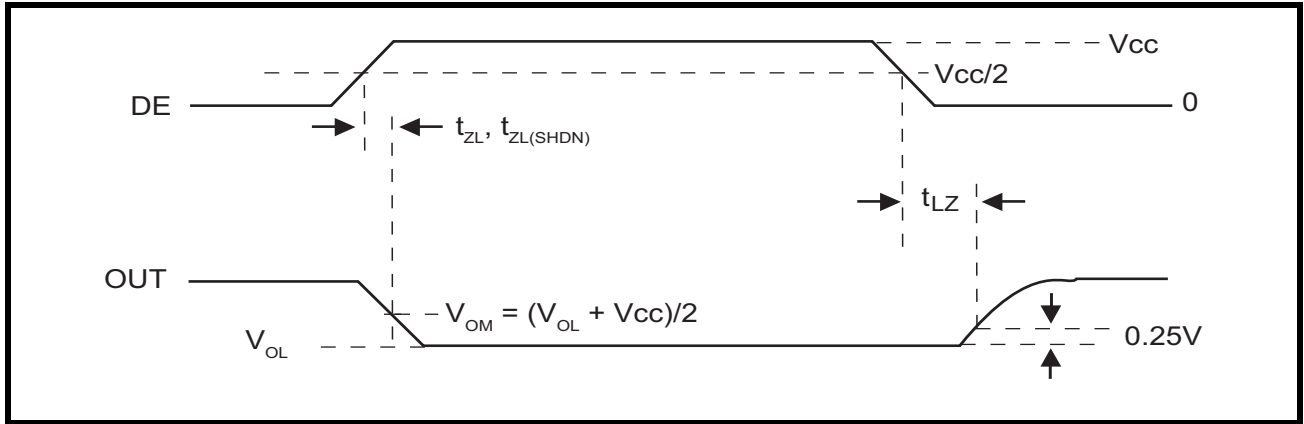 Vcc
Vcc/2
DE
0
tZL, tZL(SHDN)
tLZ
OUT
VOM = (VOL + Vcc)/2
VOL
0.25V